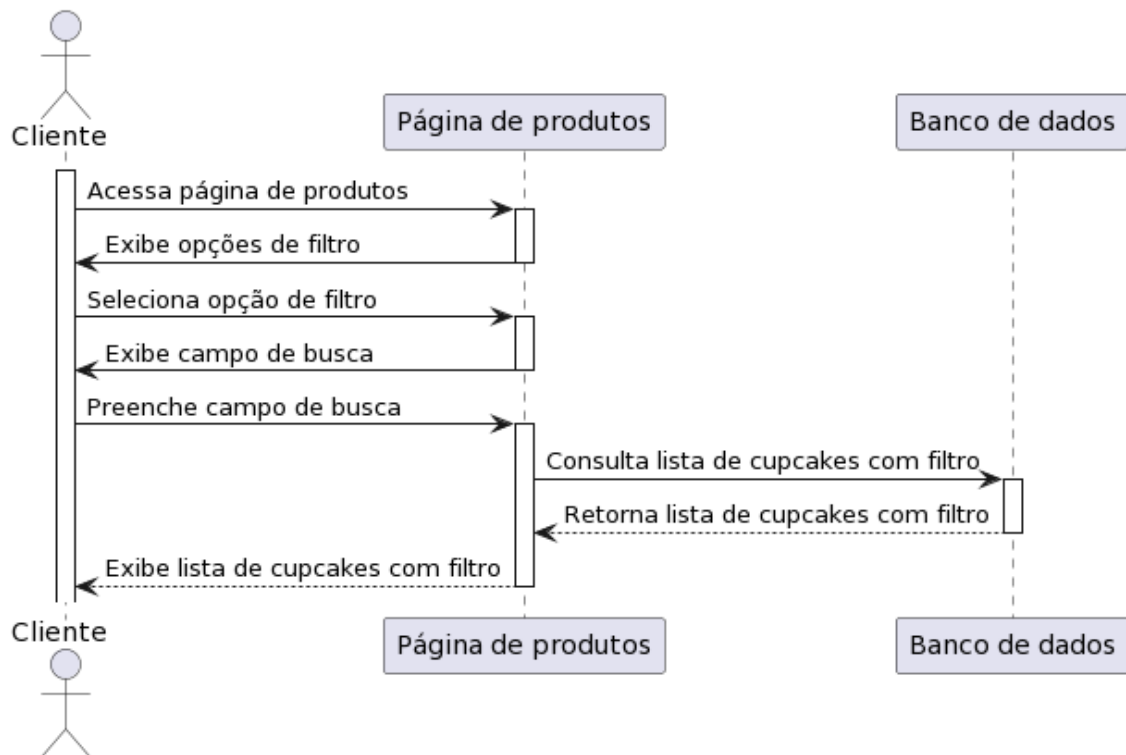 Cliente
Página de produtos
Banco de dados
Acessa página de produtos
Exibe opções de filtro
Seleciona opção de filtro
Exibe campo de busca
Preenche campo de busca
Consulta lista de cupcakes com filtro
Retorna lista de cupcakes com filtro
Exibe lista de cupcakes com filtro
Cliente
Página de produtos
Banco de dados